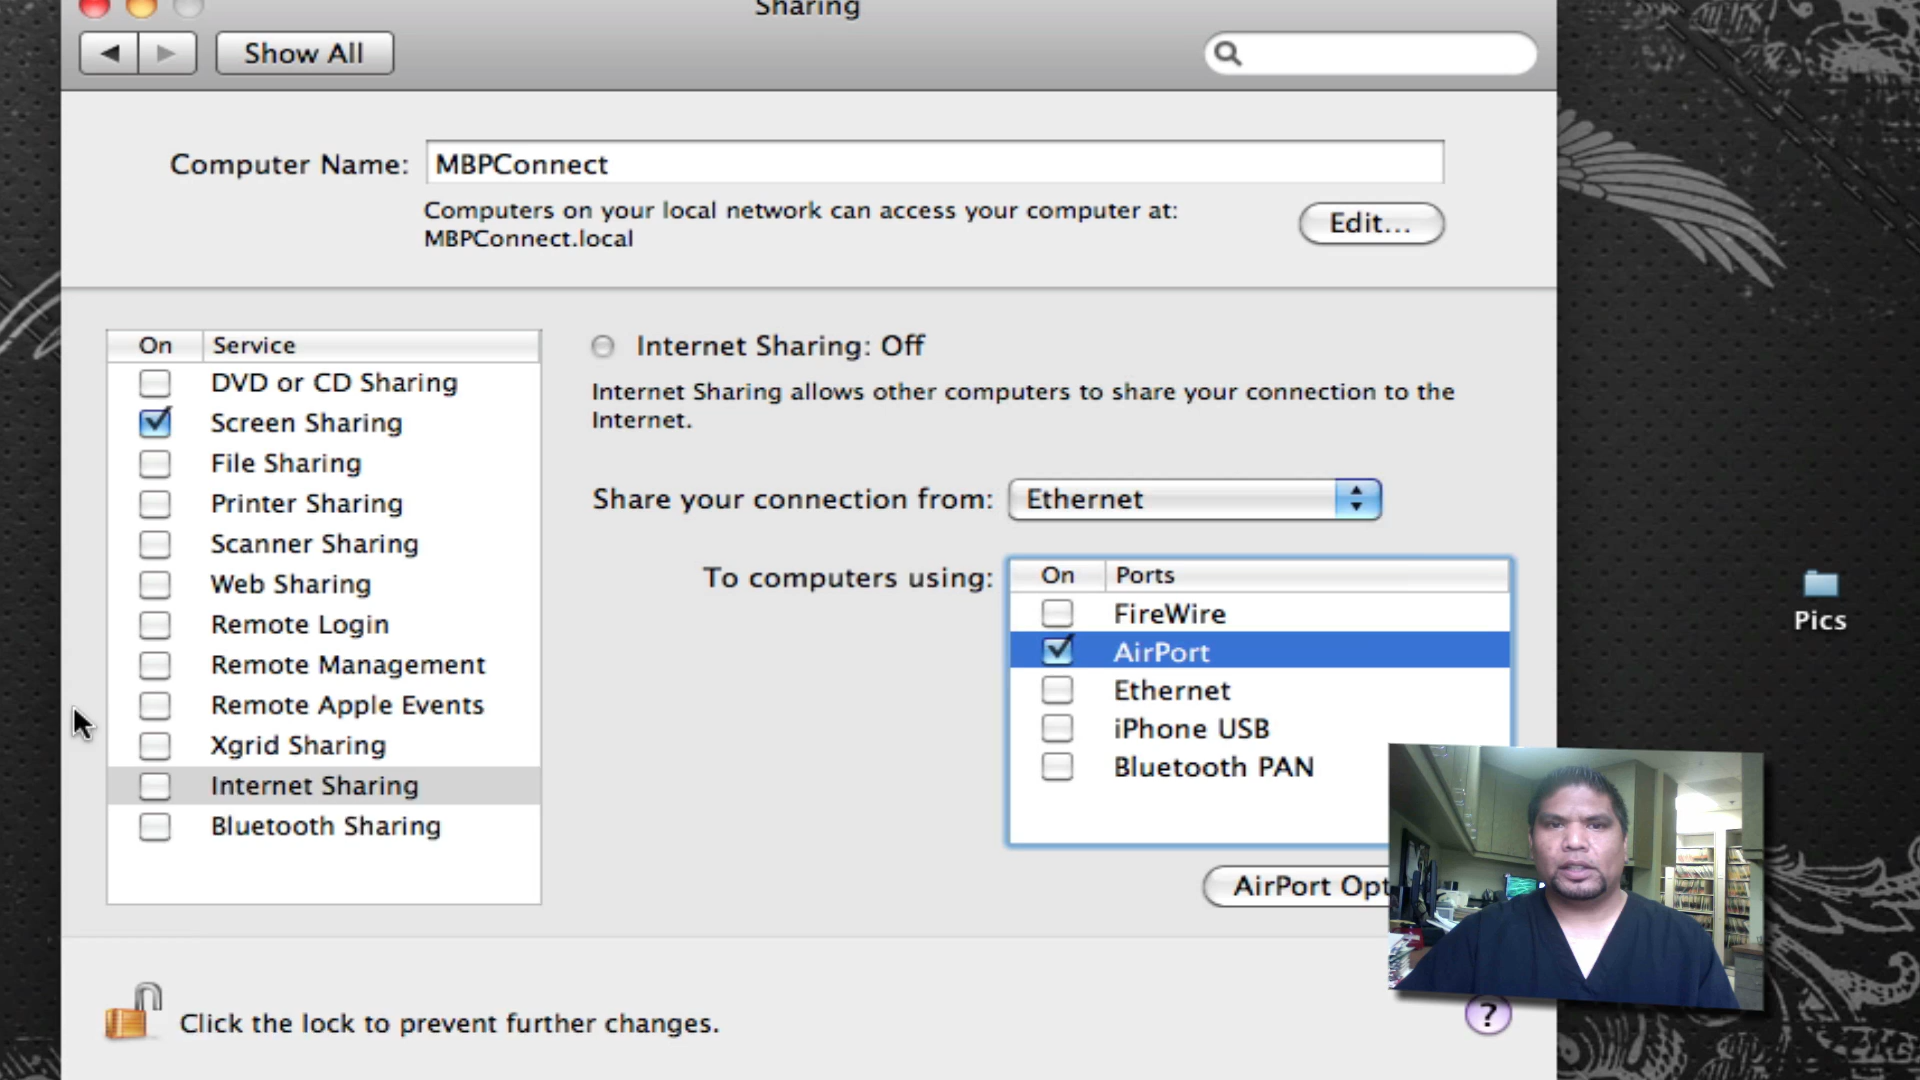 Sharing
Show All
Computer Name: MBPConnect
Computers on your local network can access your computer at:
MBPConnect.local
Edit...
On Service
DVD or CD Sharing
Screen Sharing
File Sharing
Printer Sharing
Scanner Sharing
Web Sharing
Remote Login
Remote Management
Remote Apple Events
Xgrid Sharing
Internet Sharing
Bluetooth Sharing
Internet Sharing: Off
Internet Sharing allows other computers to share your connection to the
Internet.
Share your connection from: Ethernet
To computers using:
On Ports
FireWire
AirPort
Ethernet
iPhone USB
Bluetooth PAN
AirPort Opt
Click the lock to prevent further changes.
?
Pics